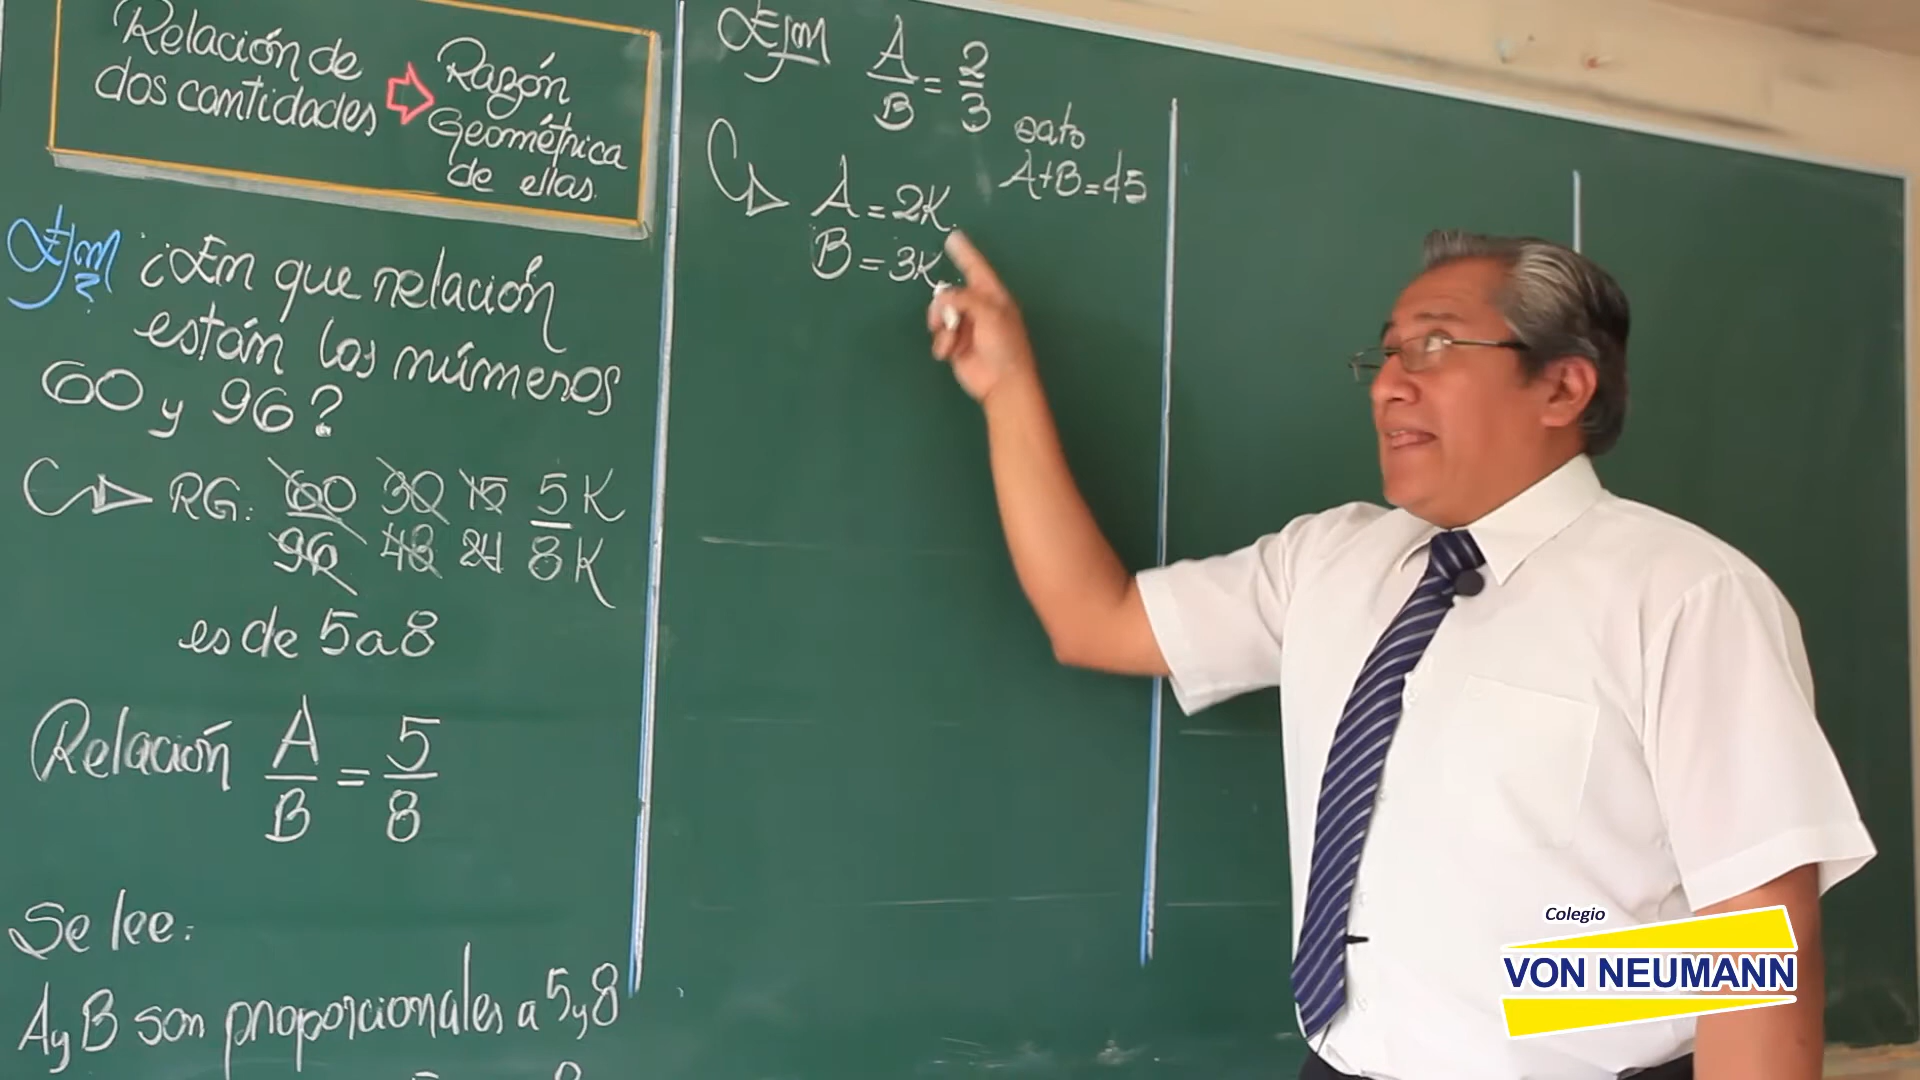 Relación de
dos cantidades
Razón
Geométrica
de ellas.
Ejm
¿En que relación
están los números
60 y 96?
RG: 60 30 15 5K
96 48 24 8K
es de 5 a 8
Relación A/B = 5/8
Se lee:
A y B son proporcionales a 5 y 8
Ejm A/B = 2/3
Dato
A+B=45
A=2K
B=3K
Colegio
VON NEUMANN